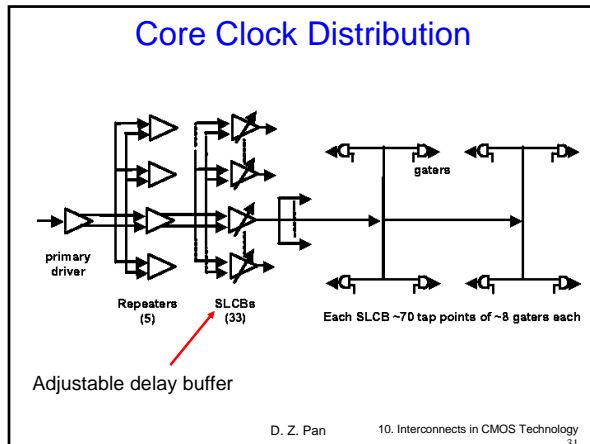 Core Clock Distribution
gaters
primary
driver
Repeaters
(5)
SLCBs
(33)
Each SLCB ~70 tap points of ~8 gaters each
Adjustable delay buffer
D. Z. Pan
10. Interconnects in CMOS Technology
31